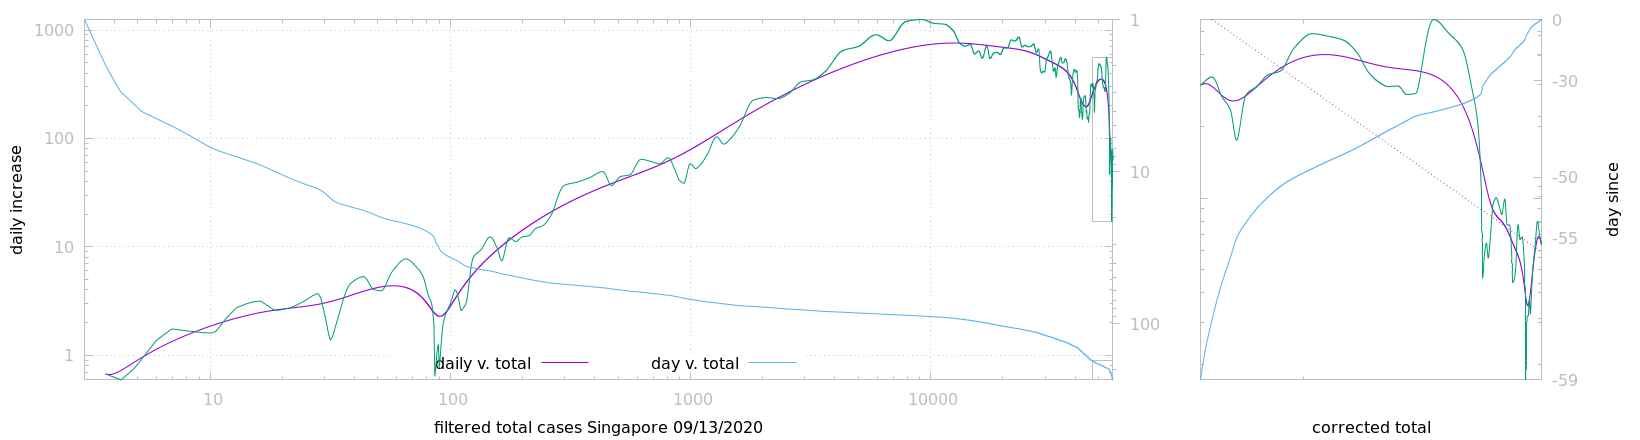 1000
100
10
1
daily increase
daily v. total
day v. total
10
100
1000
10000
filtered total cases Singapore 09/13/2020
1
10
100
0
-30
-50
-55
-59
day since
corrected total